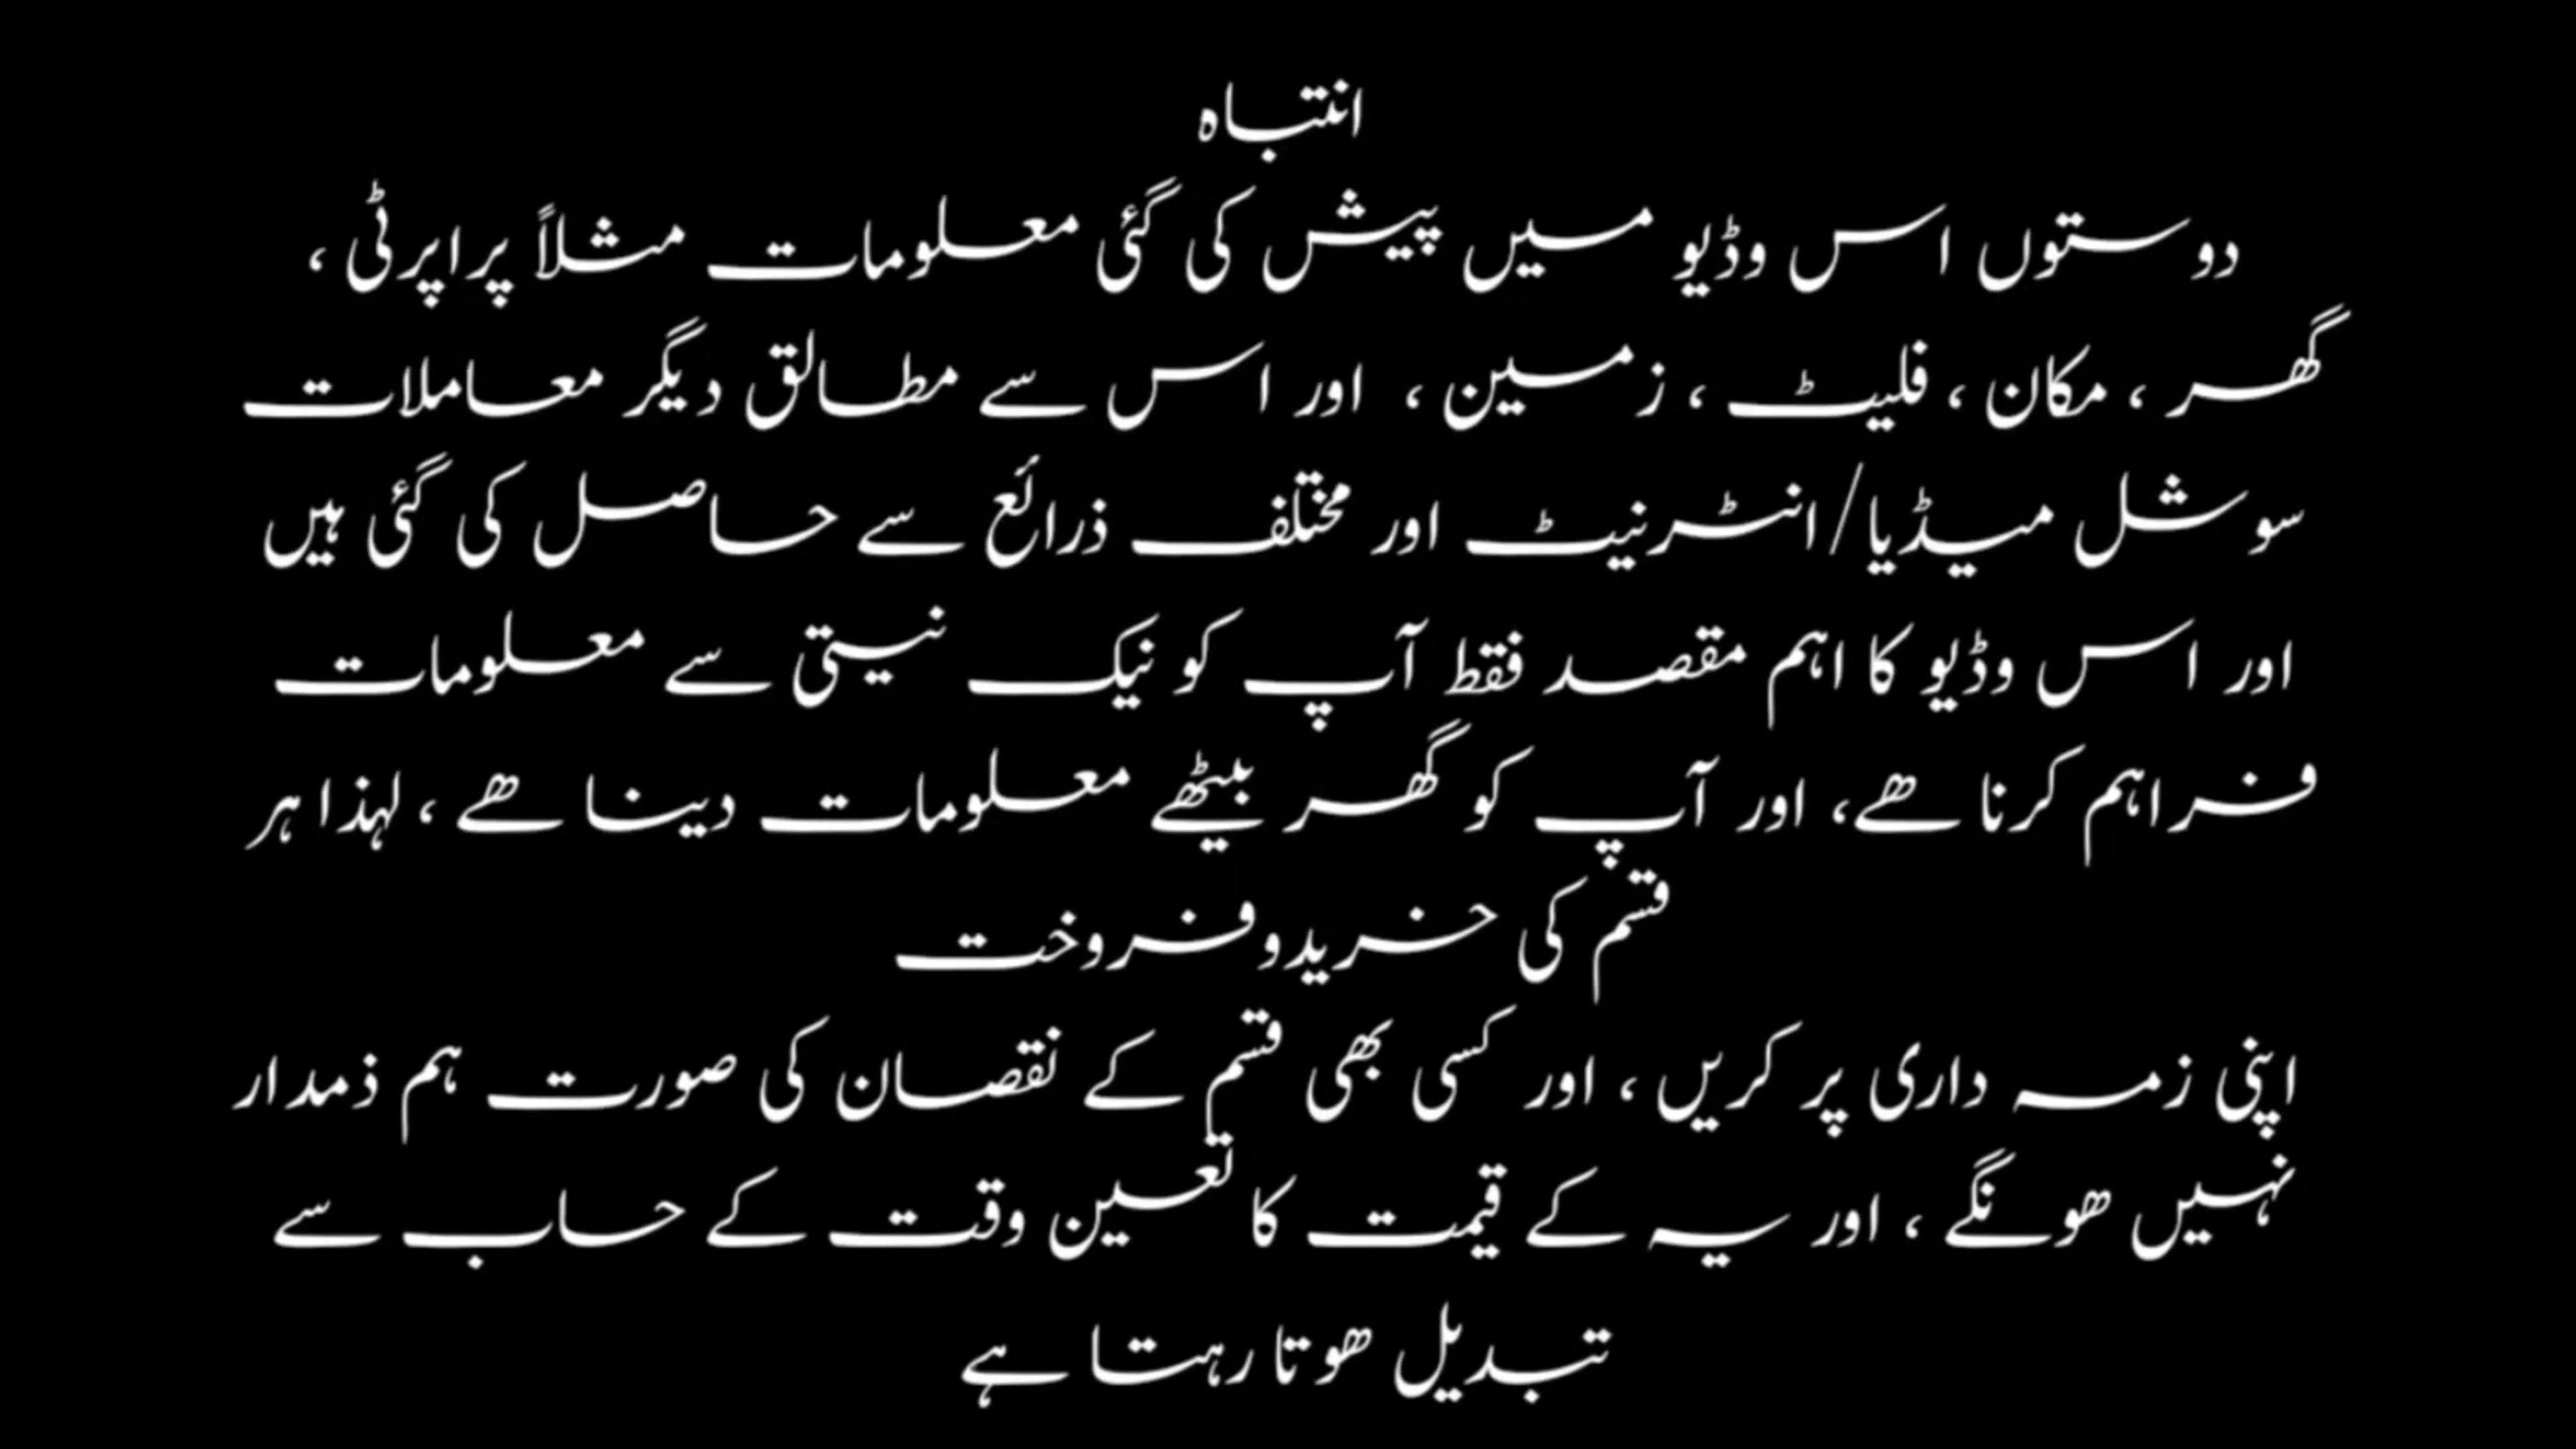 انتباہ
دوستوں اس وڈیو میں پیش کی گئی معلومات مثلاً پراپرٹی ،
گھر ، مکان ، فلیٹ ، زمین ، اور اس سے مطالق دیگر معاملات
سوشل میڈیا/انٹرنیٹ اور مختلف ذرائع سے حاصل کی گئی ہیں
اور اس وڈیو کا اہم مقصد فقط آپ کو نیک نیتی سے معلومات
فراہم کرنا ھے، اور آپ کو گھر بیٹھے معلومات دینا ھے ، لہذا ہر
قسم کی خریدوفروخت
اپنی زمہ داری پر کریں ، اور کسی بھی قسم کے نقصان کی صورت ہم ذمدار
نہیں ھونگے ، اور یہ کے قیمت کا تعین وقت کے حاب سے
تبدیل ھوتا رہتا ہے